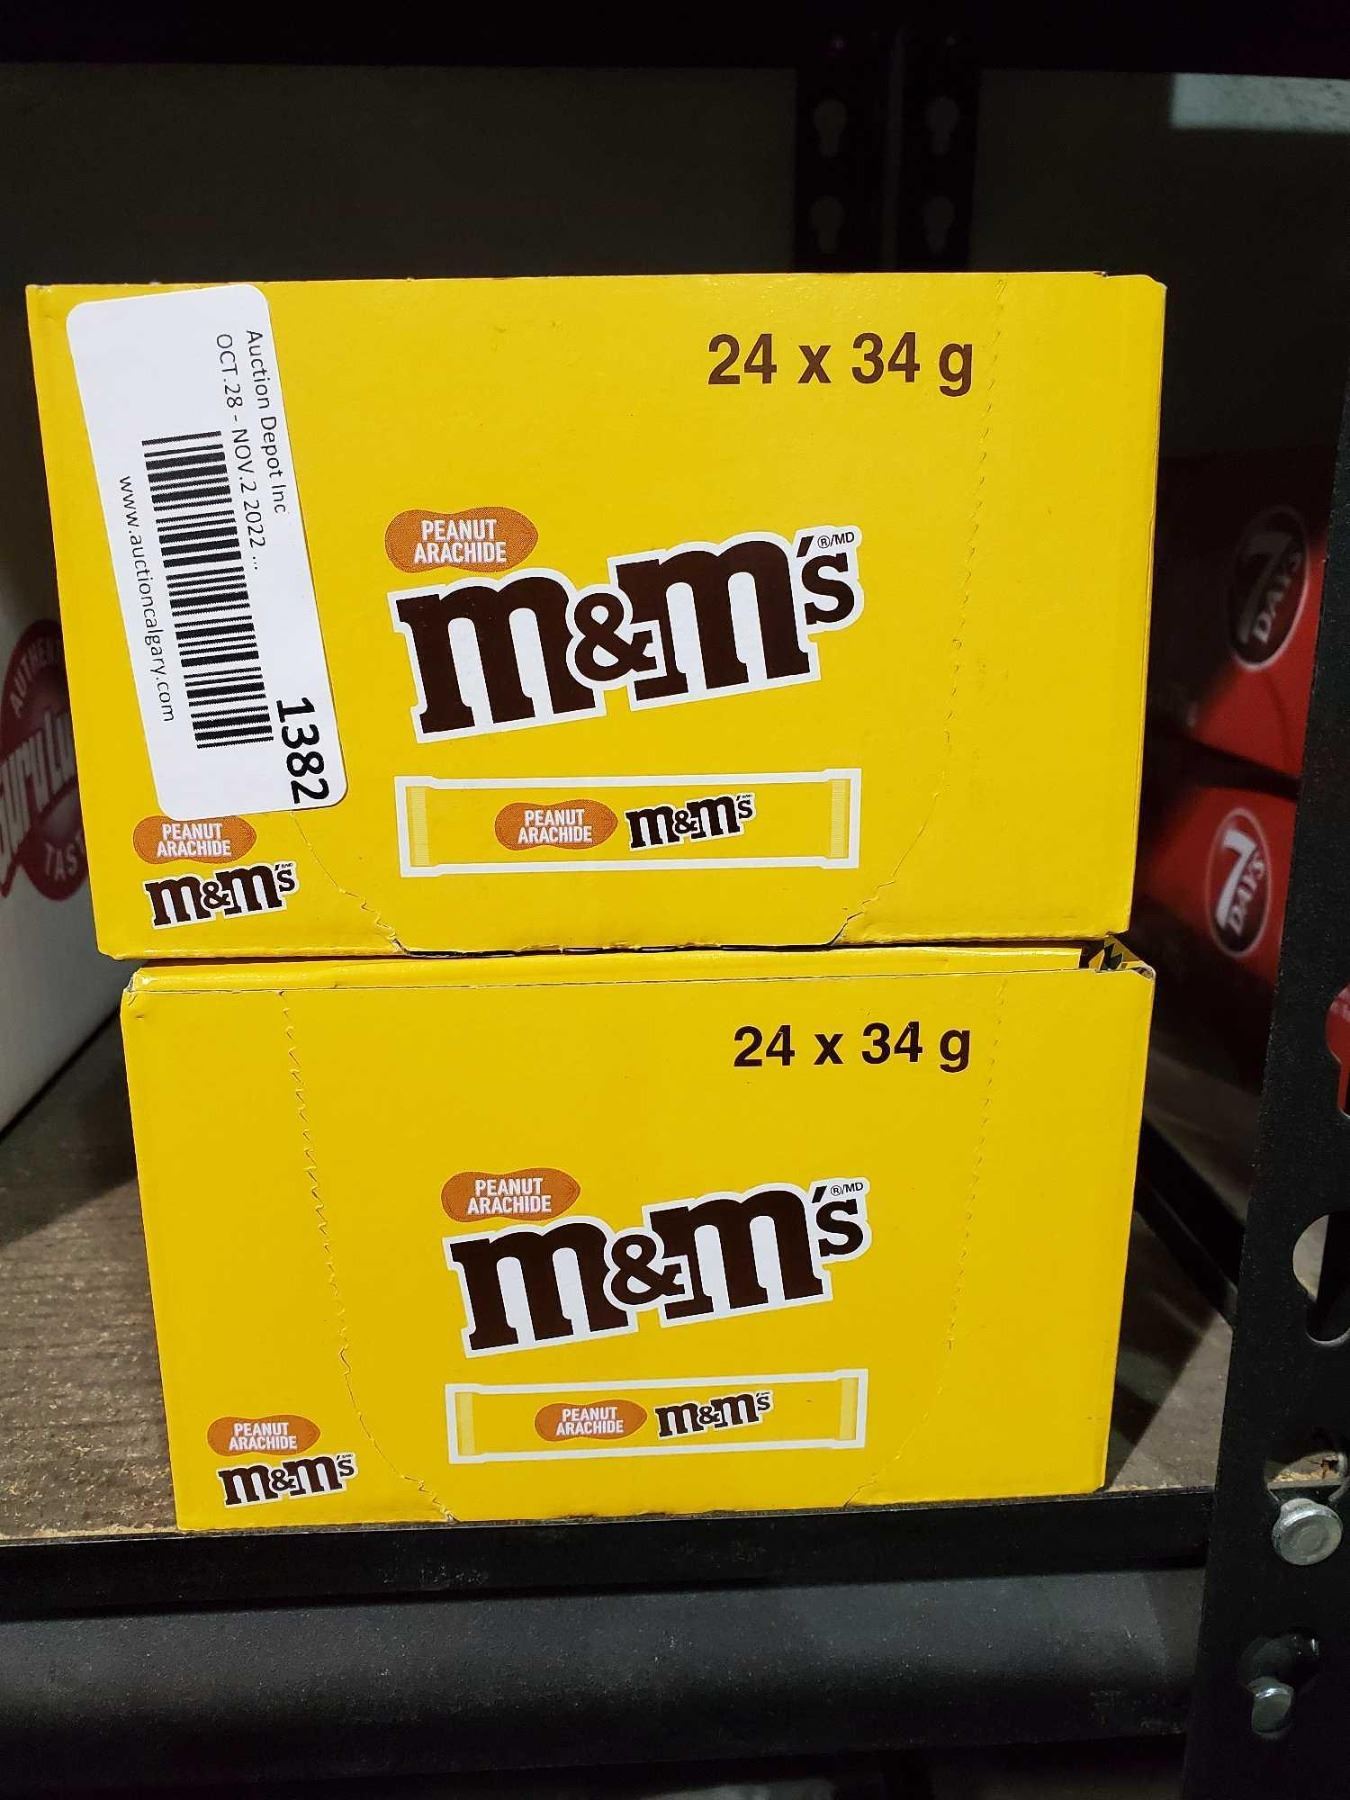 Auction Depot Inc
OCT.28 - NOV.2 2022 ...
1382
www.auctioncalgary.com
24 x 34 g
PEANUT
ARACHIDE
m&m's
®/MD
PEANUT
ARACHIDE
m&m's
PEANUT
ARACHIDE
m&m's
24 x 34 g
PEANUT
ARACHIDE
m&m's
®/MD
PEANUT
ARACHIDE
m&m's
PEANUT
ARACHIDE
m&m's
7
DAYS
7
DAYS